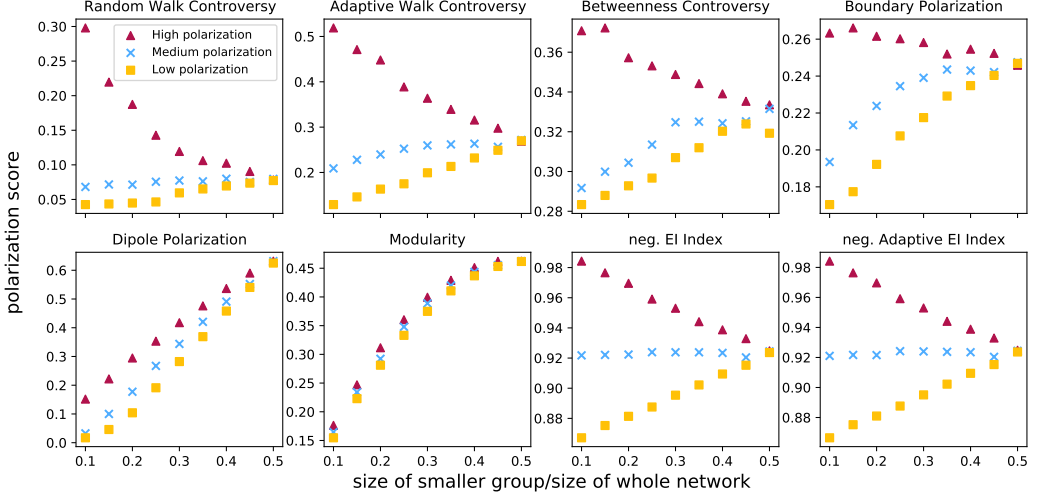 Random Walk Controversy
Adaptive Walk Controversy
Betweenness Controversy
Boundary Polarization
High polarization
Medium polarization
Low polarization
0.30
0.25
0.20
0.15
0.10
0.05
0.4
0.3
0.2
0.36
0.34
0.32
0.30
0.28
0.26
0.24
0.22
0.20
0.18
0.5
polarization score
Dipole Polarization
Modularity
neg. EI Index
neg. Adaptive EI Index
0.6
0.5
0.4
0.3
0.2
0.1
0.0
0.45
0.40
0.35
0.30
0.25
0.20
0.15
0.98
0.96
0.94
0.92
0.90
0.88
0.98
0.96
0.94
0.92
0.90
0.88
0.1 0.2 0.3 0.4 0.5
0.1 0.2 0.3 0.4 0.5
0.1 0.2 0.3 0.4 0.5
0.1 0.2 0.3 0.4 0.5
size of smaller group/size of whole network